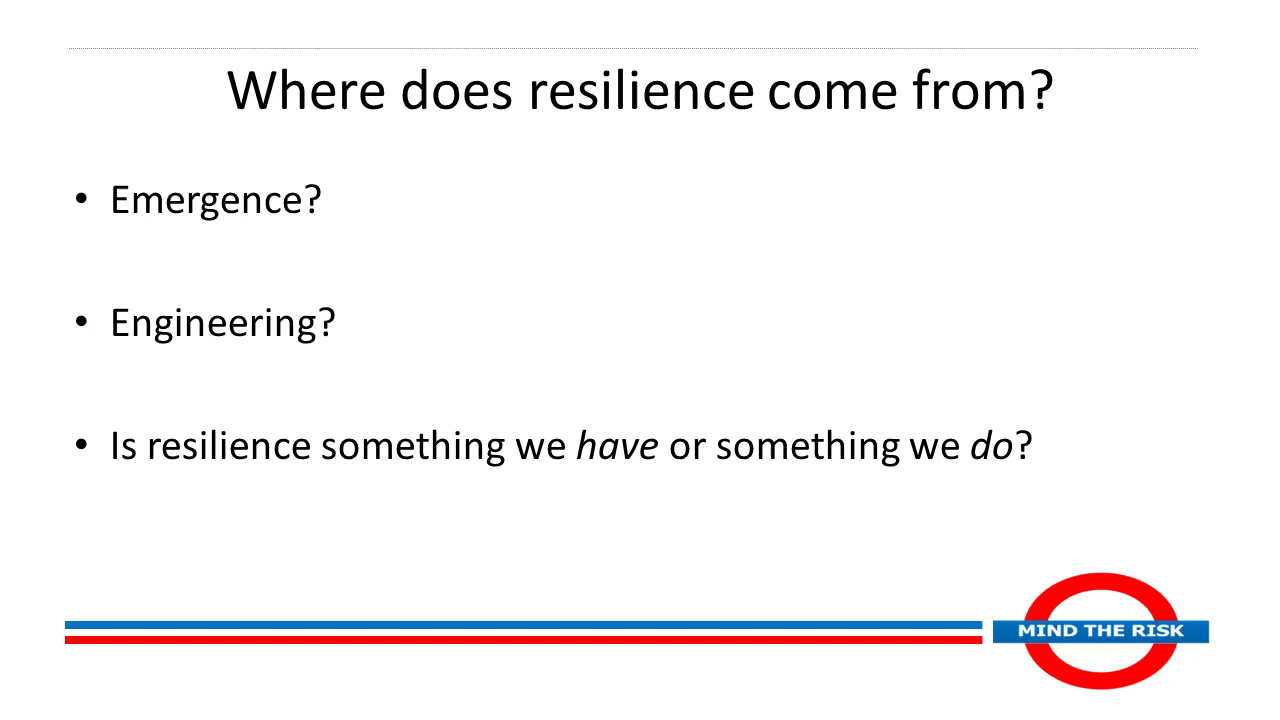 Where does resilience come from?
• Emergence?
• Engineering?
• Is resilience something we have or something we do?
MIND THE RISK